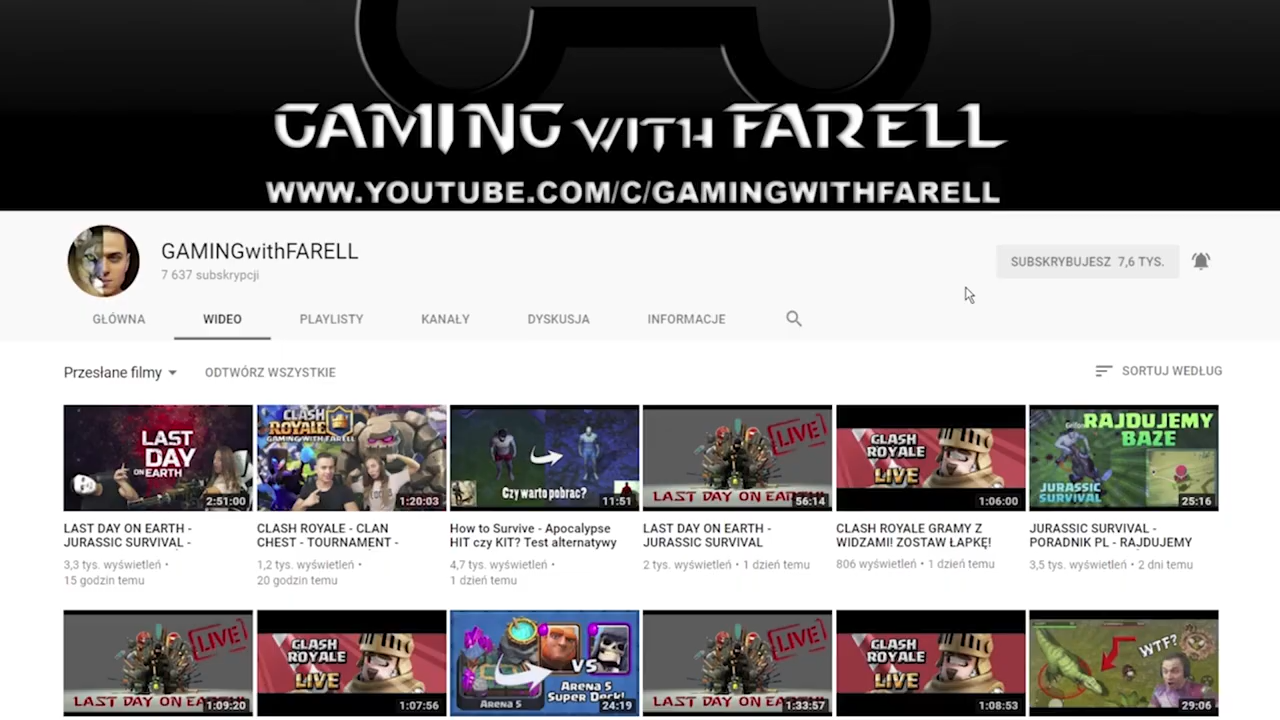 GAMING WITH FARELL
WWW.YOUTUBE.COM/C/GAMINGWITHFARELL
GAMINGwithFARELL
7 637 subskrypcji
SUBSKRYBUJESZ 7,6 TYS.
GŁÓWNA WIDEO PLAYLISTY KANAŁY DYSKUSJA INFORMACJE
Przesłane filmy ODTWÓRZ WSZYSTKIE SORTUJ WEDŁUG
LAST
DAY
ON EARTH
2:51:00
CLASH
ROYALE
GAMING WITH FARELL
1:20:03
Czy warto pobrać?
11:51
LIVE
LAST DAY ON EARTH
56:14
CLASH
ROYALE
LIVE
1:06:00
RAJDUJEMY
BAZE
JURASSIC
SURVIVAL
25:16
LAST DAY ON EARTH -
JURASSIC SURVIVAL -
3,3 tys. wyświetleń •
15 godzin temu
CLASH ROYALE - CLAN
CHEST - TOURNAMENT -
1,2 tys. wyświetleń •
20 godzin temu
How to Survive - Apocalypse
HIT czy KIT? Test alternatywy
4,7 tys. wyświetleń •
1 dzień temu
LAST DAY ON EARTH -
JURASSIC SURVIVAL
2 tys. wyświetleń • 1 dzień temu
CLASH ROYALE GRAMY Z
WIDZAMI! ZOSTAW ŁAPKĘ!
806 wyświetleń • 1 dzień temu
JURASSIC SURVIVAL -
PORADNIK PL - RAJDUJEMY
3,5 tys. wyświetleń • 2 dni temu
LIVE
LAST DAY ON EARTH
1:09:20
CLASH
ROYALE
LIVE
1:07:56
VS
Arena 5
Arena 5
Super Deck!
24:19
LIVE
LAST DAY ON EARTH
1:33:57
CLASH
ROYALE
LIVE
1:08:53
WTF?
29:06